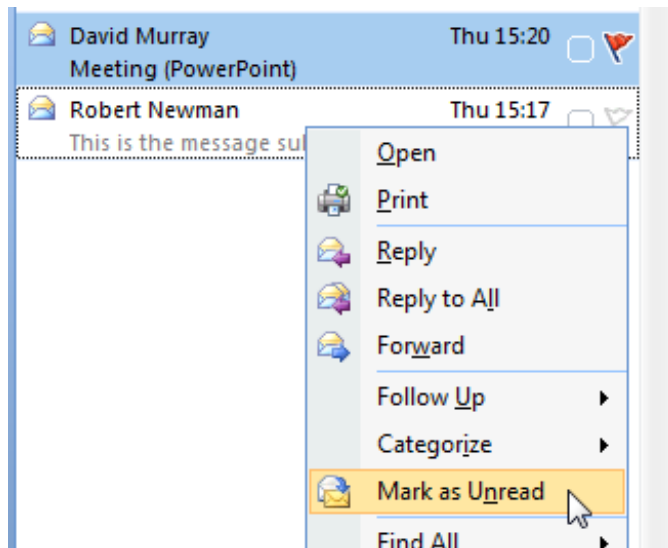 David Murray Thu 15:20
Meeting (PowerPoint)
Robert Newman Thu 15:17
This is the message
Open
Print
Reply
Reply to All
Forward
Follow Up
Categorize
Mark as Unread
Find All